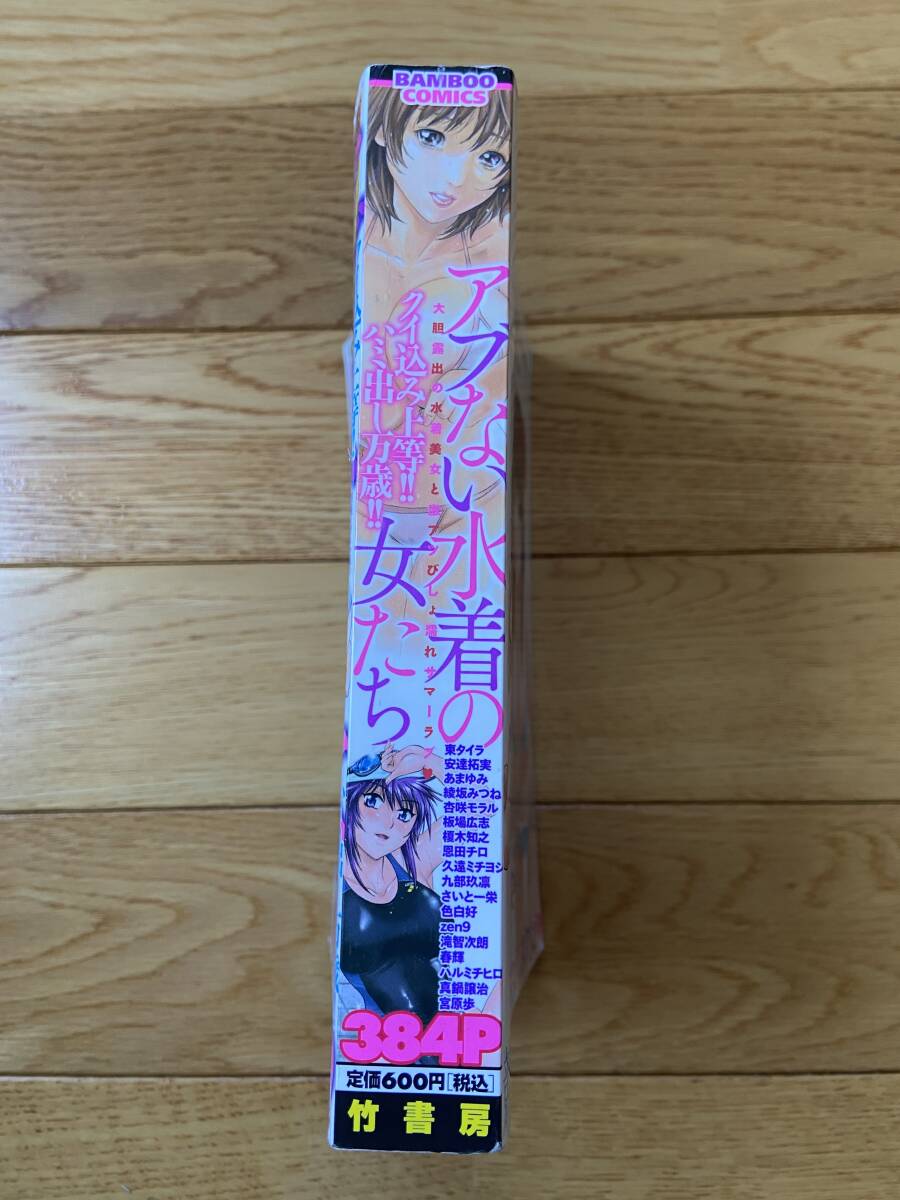 BAMBOO
COMICS
アブない水着の
女たち
大胆露出の水着美女と
びしょ濡れサマーラブ♥
クイ込み上等!!
ハミ出し万歳!!
東タイラ
安達拓実
あまゆみ
綾坂みつね
杏咲モラル
板場広志
榎木知之
恩田チロ
久遠ミチヨシ
九部玖凛
さいとー栄
色白好
zen9
滝智次朗
春輝
ハルミチヒロ
真鍋譲治
宮原歩
384P
定価600円[税込]
竹書房